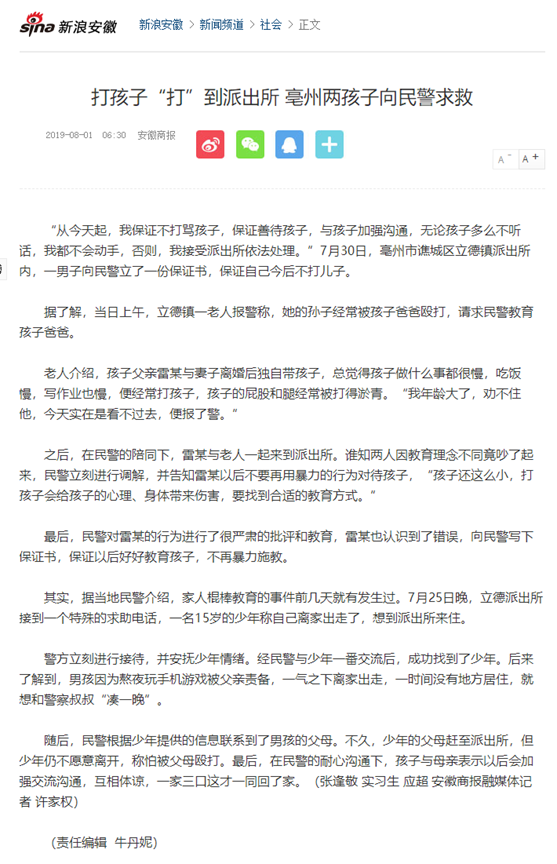 sina 新浪安徽
新浪安徽 > 新闻频道 > 社会 > 正文
打孩子“打”到派出所 亳州两孩子向民警求救
2019-08-01 06:30 安徽商报
A- A+
“从今天起，我保证不打骂孩子，保证善待孩子，与孩子加强沟通，无论孩子多么不听
话，我都不会动手，否则，我接受派出所依法处理。”7月30日，亳州市谯城区立德镇派出所
内，一男子向民警立了一份保证书，保证自己今后不打儿子。
据了解，当日上午，立德镇一老人报警称，她的孙子经常被孩子爸爸殴打，请求民警教育
孩子爸爸。
老人介绍，孩子父亲雷某与妻子离婚后独自带孩子，总觉得孩子做什么事都很慢，吃饭
慢，写作业也慢，便经常打孩子，孩子的屁股和腿经常被打得淤青。“我年龄大了，劝不住
他，今天实在是看不过去，便报了警。”
之后，在民警的陪同下，雷某与老人一起来到派出所。谁知两人因教育理念不同竟吵了起
来，民警立刻进行调解，并告知雷某以后不要再用暴力的行为对待孩子，“孩子还这么小，打
孩子会给孩子的心理、身体带来伤害，要找到合适的教育方式。”
最后，民警对雷某的行为进行了很严肃的批评和教育，雷某也认识到了错误，向民警写下
保证书，保证以后好好教育孩子，不再暴力施教。
其实，据当地民警介绍，家人棍棒教育的事件前几天就有发生过。7月25日晚，立德派出所
接到一个特殊的求助电话，一名15岁的少年称自己离家出走了，想到派出所来住。
警方立刻进行接待，并安抚少年情绪。经民警与少年一番交流后，成功找到了少年。后来
了解到，男孩因为熬夜玩手机游戏被父亲责备，一气之下离家出走，一时间没有地方居住，就
想和警察叔叔“凑一晚”。
随后，民警根据少年提供的信息联系到了男孩的父母。不久，少年的父母赶至派出所，但
少年仍不愿意离开，称怕被父母殴打。最后，在民警的耐心沟通下，孩子与母亲表示以后会加
强交流沟通，互相体谅，一家三口这才一同回了家。（张逢敏 实习生 应超 安徽商报融媒体记
者 许家权）
（责任编辑 牛丹妮）